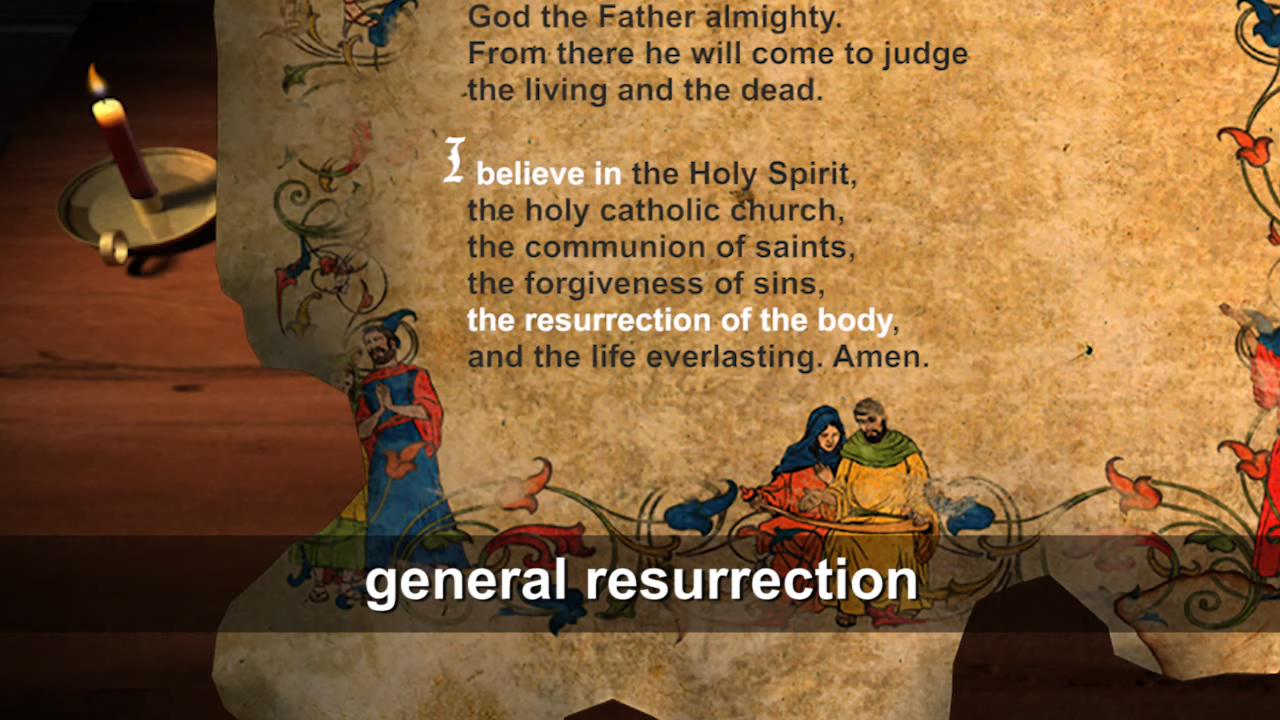 God the Father almighty.
From there he will come to judge
the living and the dead.
I believe in the Holy Spirit,
the holy catholic church,
the communion of saints,
the forgiveness of sins,
the resurrection of the body,
and the life everlasting. Amen.
general resurrection